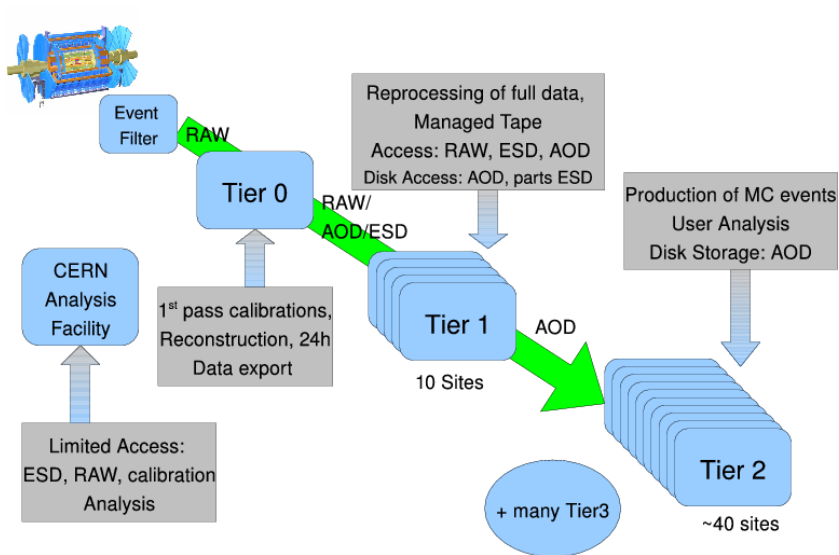 Event
Filter
RAW
Tier 0
RAW/
AOD/ESD
Reprocessing of full data,
Managed Tape
Access: RAW, ESD, AOD
Disk Access: AOD, parts ESD
Production of MC events
User Analysis
Disk Storage: AOD
CERN
Analysis
Facility
1st pass calibrations,
Reconstruction, 24h
Data export
Tier 1
10 Sites
AOD
Limited Access:
ESD, RAW, calibration
Analysis
Tier 2
~40 sites
+ many Tier3